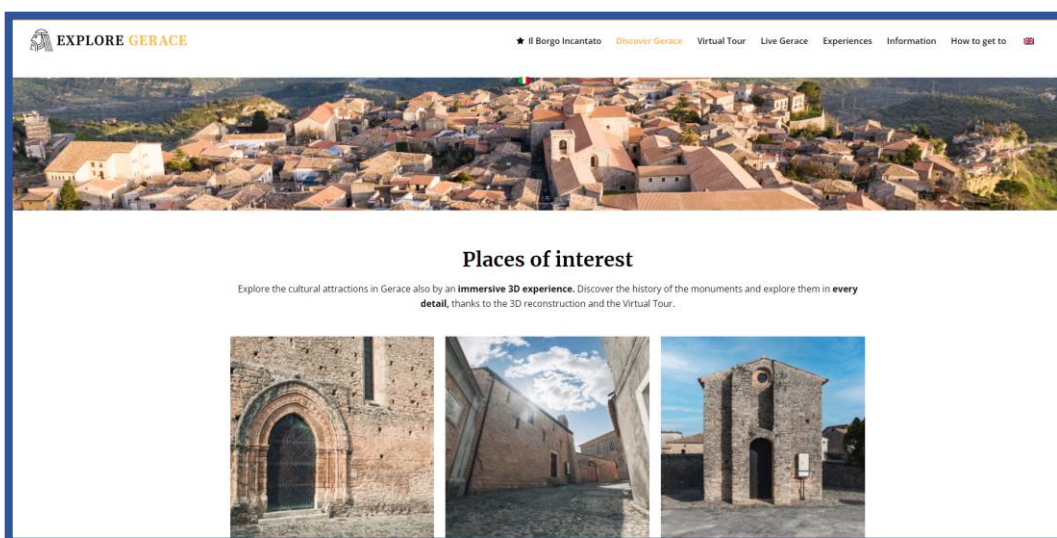 EXPLORE GERACE
★ Il Borgo Incantato Discover Gerace Virtual Tour Live Gerace Experiences Information How to get to
Places of interest
Explore the cultural attractions in Gerace also by an immersive 3D experience. Discover the history of the monuments and explore them in every
detail, thanks to the 3D reconstruction and the Virtual Tour.